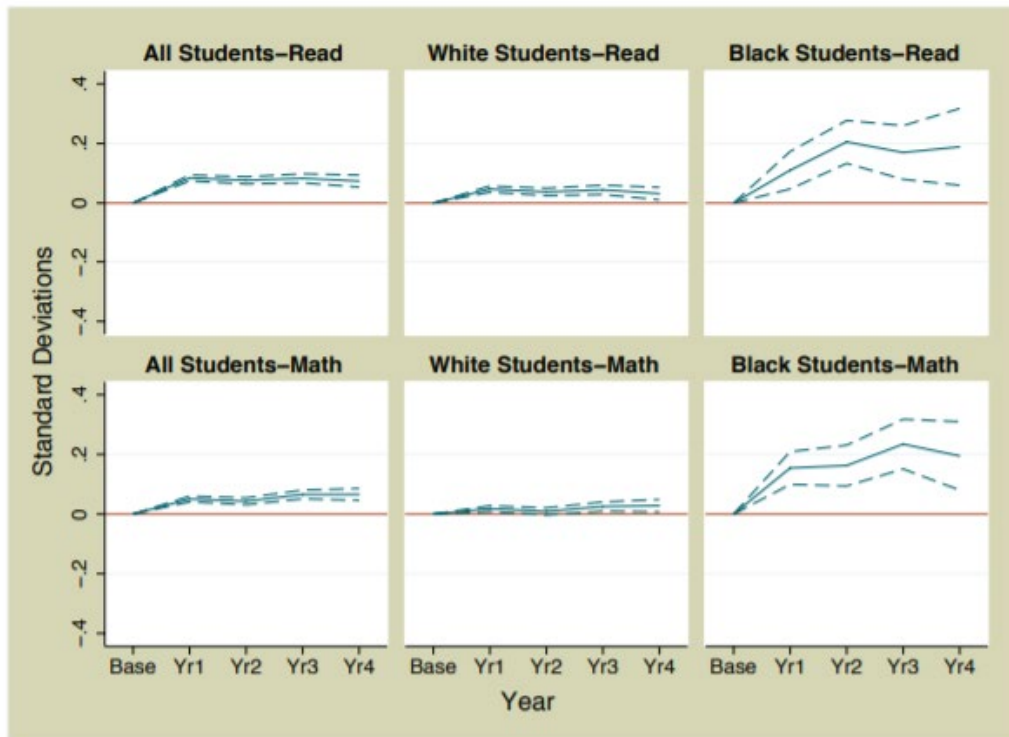 All Students–Read White Students–Read Black Students–Read
.4
.2
0
-.2
-.4
Standard Deviations
All Students–Math White Students–Math Black Students–Math
.4
.2
0
-.2
-.4
Base Yr1 Yr2 Yr3 Yr4 Base Yr1 Yr2 Yr3 Yr4 Base Yr1 Yr2 Yr3 Yr4
Year